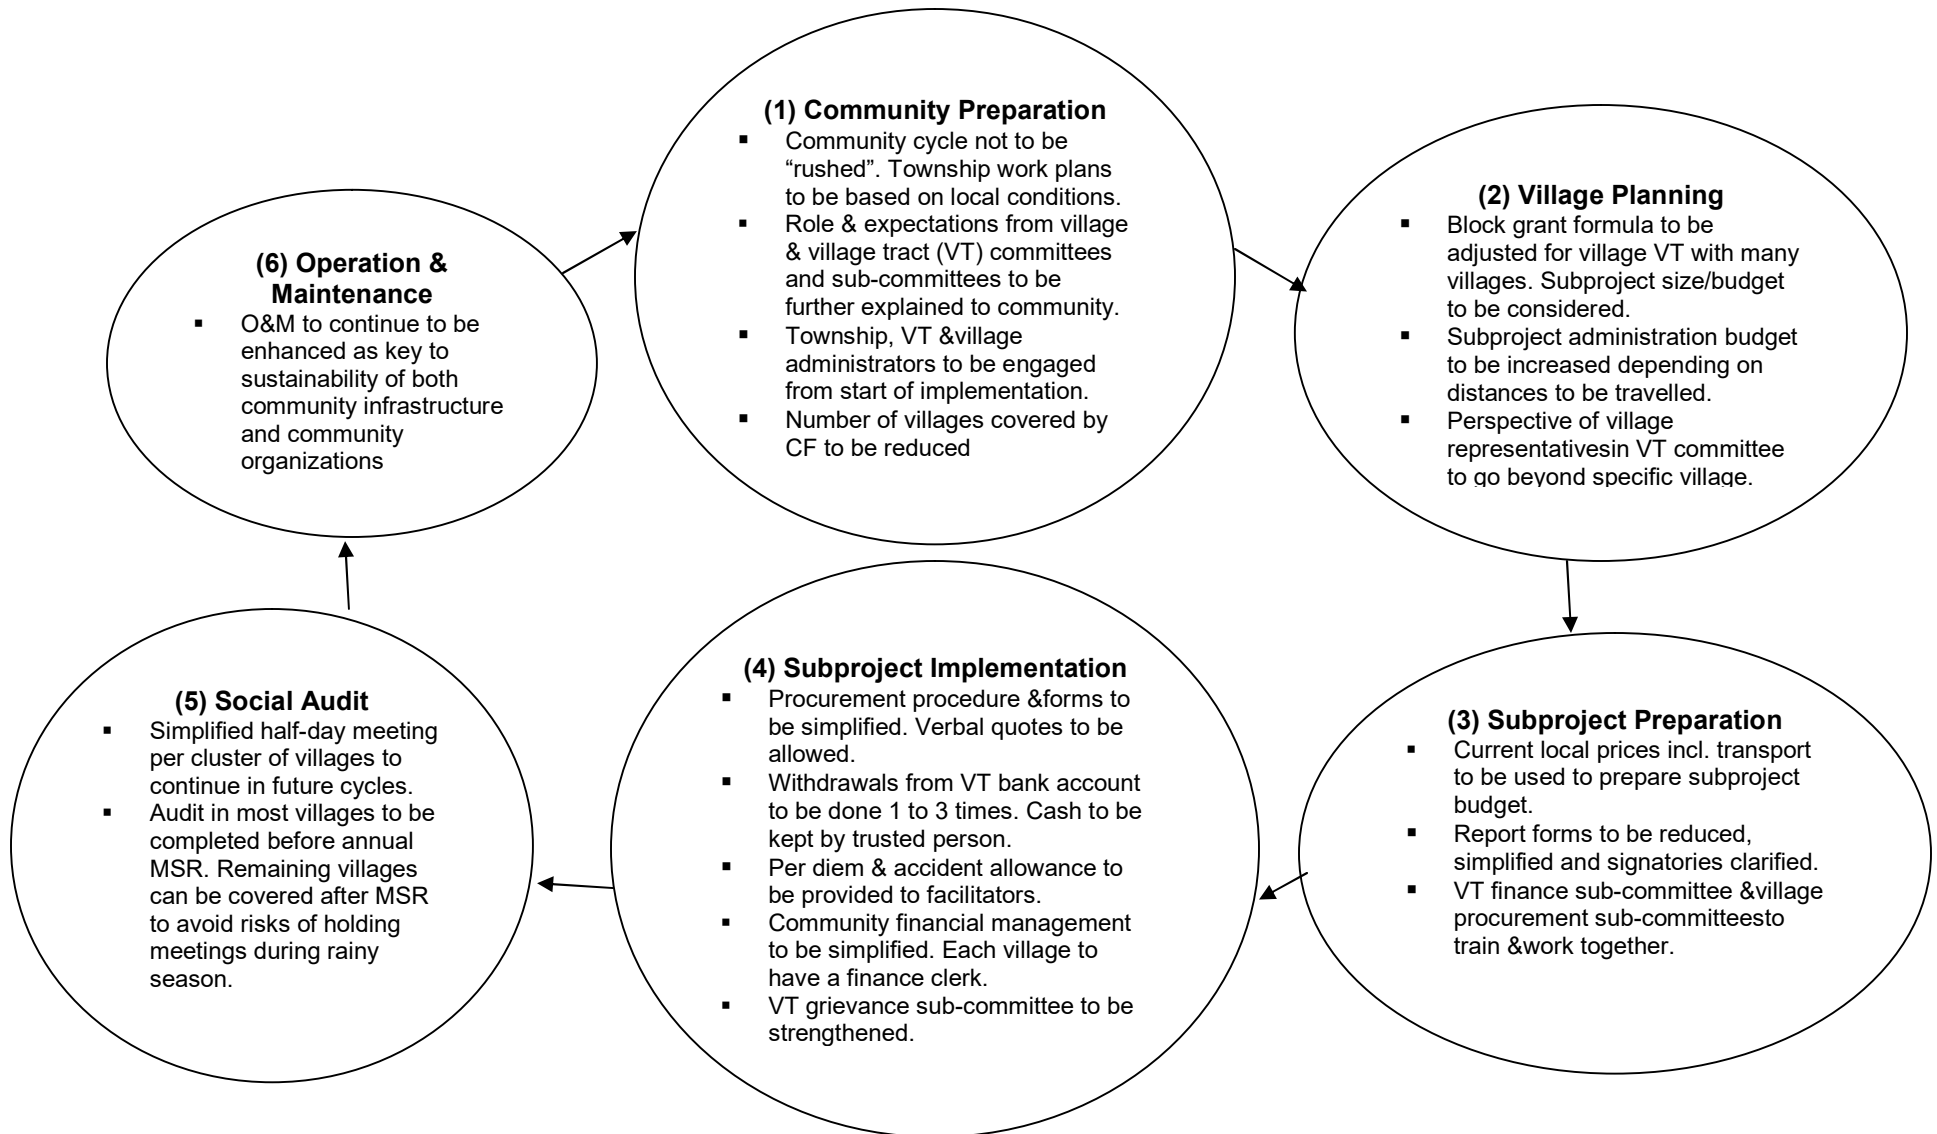 (1) Community Preparation
▪ Community cycle not to be
“rushed”. Township work plans
to be based on local conditions.
▪ Role & expectations from village
& village tract (VT) committees
and sub-committees to be
further explained to community.
▪ Township, VT &village
administrators to be engaged
from start of implementation.
▪ Number of villages covered by
CF to be reduced
(2) Village Planning
▪ Block grant formula to be
adjusted for village VT with many
villages. Subproject size/budget
to be considered.
▪ Subproject administration budget
to be increased depending on
distances to be travelled.
▪ Perspective of village
representativesin VT committee
to go beyond specific village.
(3) Subproject Preparation
▪ Current local prices incl. transport
to be used to prepare subproject
budget.
▪ Report forms to be reduced,
simplified and signatories clarified.
▪ VT finance sub-committee &village
procurement sub-committeesto
train &work together.
(4) Subproject Implementation
▪ Procurement procedure &forms to
be simplified. Verbal quotes to be
allowed.
▪ Withdrawals from VT bank account
to be done 1 to 3 times. Cash to be
kept by trusted person.
▪ Per diem & accident allowance to
be provided to facilitators.
▪ Community financial management
to be simplified. Each village to
have a finance clerk.
▪ VT grievance sub-committee to be
strengthened.
(5) Social Audit
▪ Simplified half-day meeting
per cluster of villages to
continue in future cycles.
▪ Audit in most villages to be
completed before annual
MSR. Remaining villages
can be covered after MSR
to avoid risks of holding
meetings during rainy
season.
(6) Operation &
Maintenance
▪ O&M to continue to be
enhanced as key to
sustainability of both
community infrastructure
and community
organizations